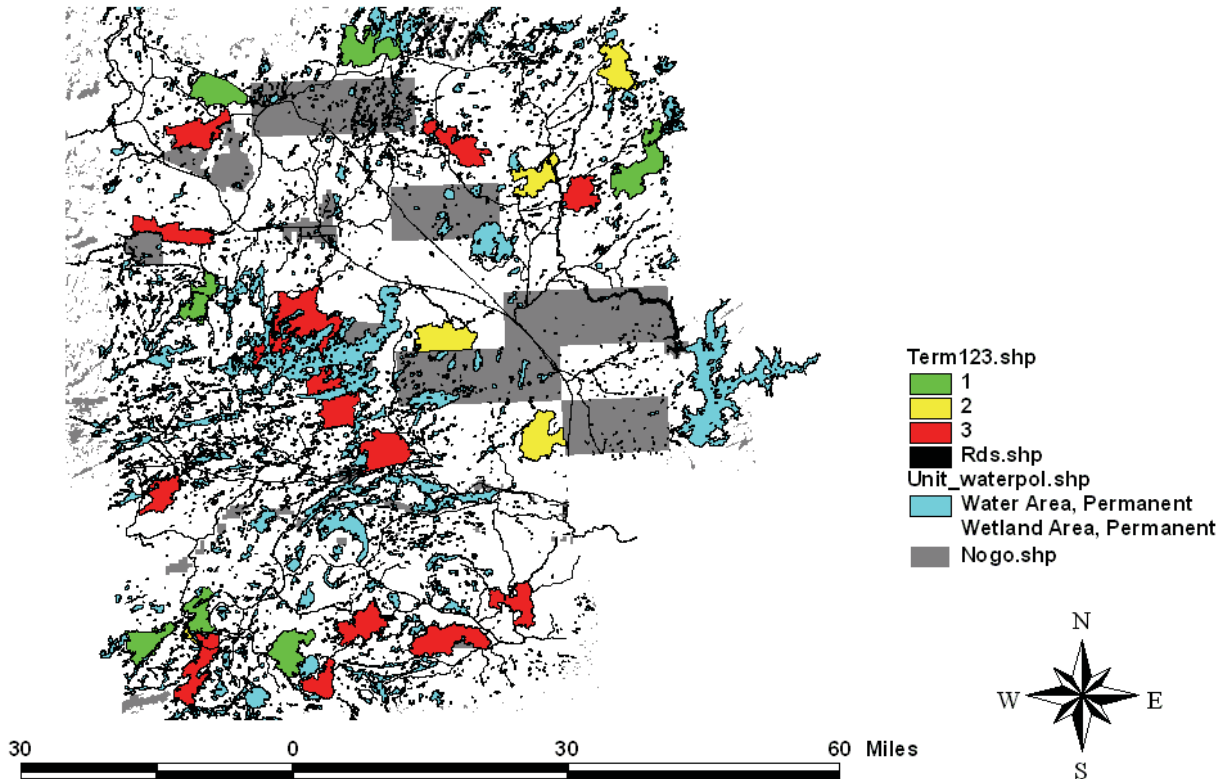 Term123.shp
1
2
3
Rds.shp
Unit_waterpol.shp
Water Area, Permanent
Wetland Area, Permanent
Nogo.shp
N
W E
S
30 0 30 60 Miles